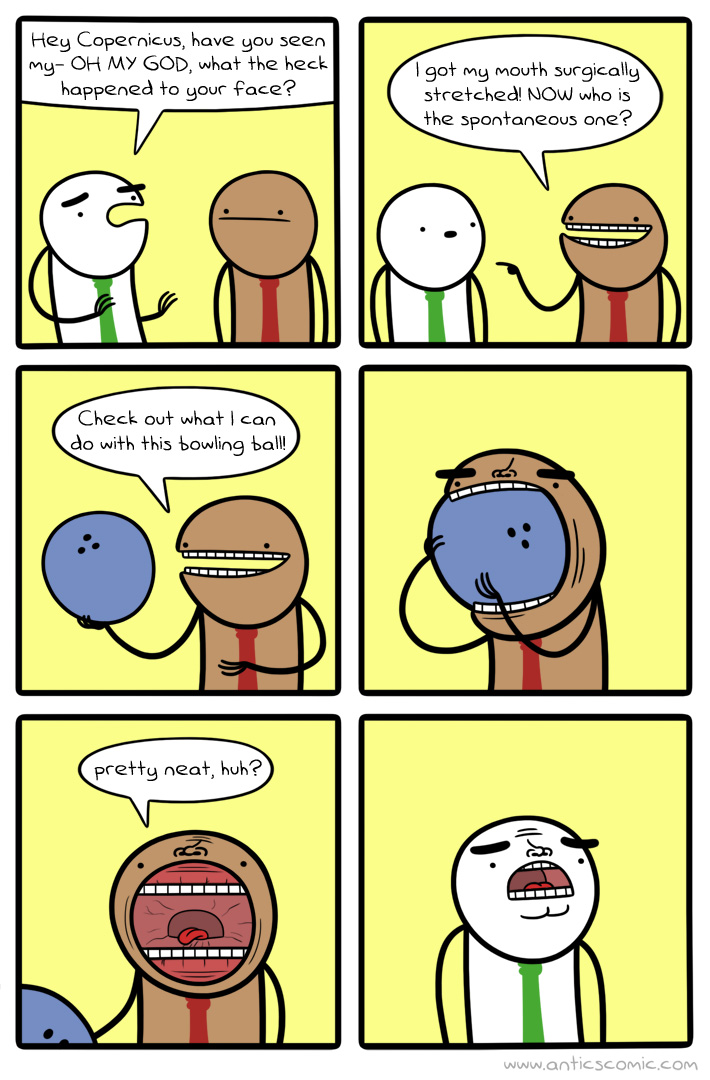 Hey Copernicus, have you seen
my- OH MY GOD, what the heck
happened to your face?
I got my mouth surgically
stretched! NOW who is
the spontaneous one?
Check out what I can
do with this bowling ball!
pretty neat, huh?
www.anticscomic.com